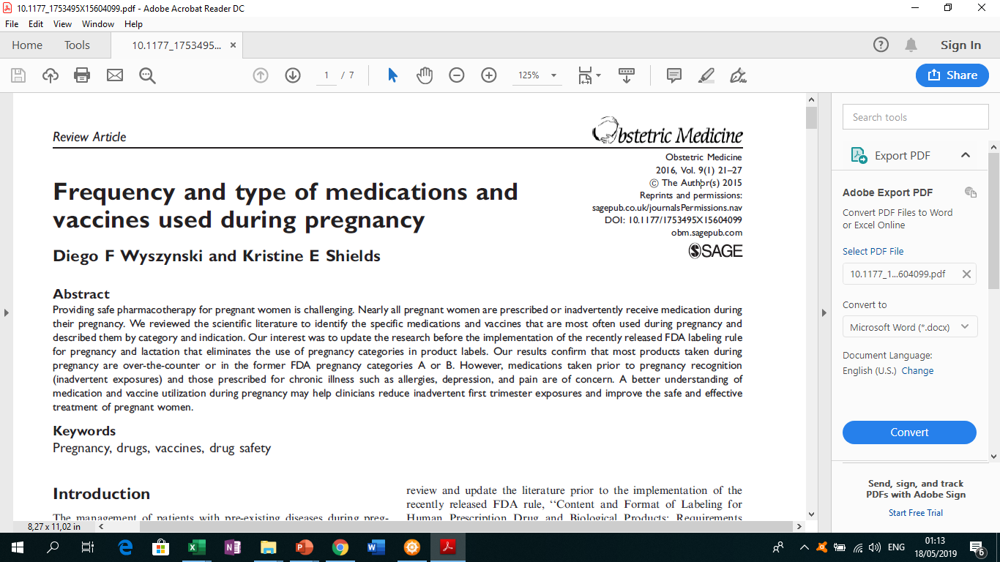 10.1177_1753495X15604099.pdf - Adobe Acrobat Reader DC
File Edit View Window Help
Home Tools 10.1177_1753495... × Sign In
1 / 7 125% Share
Review Article
Obstetric Medicine
Obstetric Medicine
2016, Vol. 9(1) 21–27
© The Author(s) 2015
Reprints and permissions:
sagepub.co.uk/journalsPermissions.nav
DOI: 10.1177/1753495X15604099
obm.sagepub.com
SAGE
Frequency and type of medications and
vaccines used during pregnancy
Diego F Wyszynski and Kristine E Shields
Abstract
Providing safe pharmacotherapy for pregnant women is challenging. Nearly all pregnant women are prescribed or inadvertently receive medication during
their pregnancy. We reviewed the scientific literature to identify the specific medications and vaccines that are most often used during pregnancy and
described them by category and indication. Our interest was to update the research before the implementation of the recently released FDA labeling rule
for pregnancy and lactation that eliminates the use of pregnancy categories in product labels. Our results confirm that most products taken during
pregnancy are over-the-counter or in the former FDA pregnancy categories A or B. However, medications taken prior to pregnancy recognition
(inadvertent exposures) and those prescribed for chronic illness such as allergies, depression, and pain are of concern. A better understanding of
medication and vaccine utilization during pregnancy may help clinicians reduce inadvertent first trimester exposures and improve the safe and effective
treatment of pregnant women.
Keywords
Pregnancy, drugs, vaccines, drug safety
Introduction
The management of patients with pre-existing diseases during preg-
review and update the literature prior to the implementation of the
recently released FDA rule, ‘‘Content and Format of Labeling for
Human Prescription Drug and Biological Products: Requirements
8,27 x 11,02 in
Search tools
Export PDF
Adobe Export PDF
Convert PDF Files to Word
or Excel Online
Select PDF File
10.1177_1...604099.pdf
Convert to
Microsoft Word (*.docx)
Document Language:
English (U.S.) Change
Convert
Send, sign, and track
PDFs with Adobe Sign
Start Free Trial
ENG
01:13
18/05/2019
6